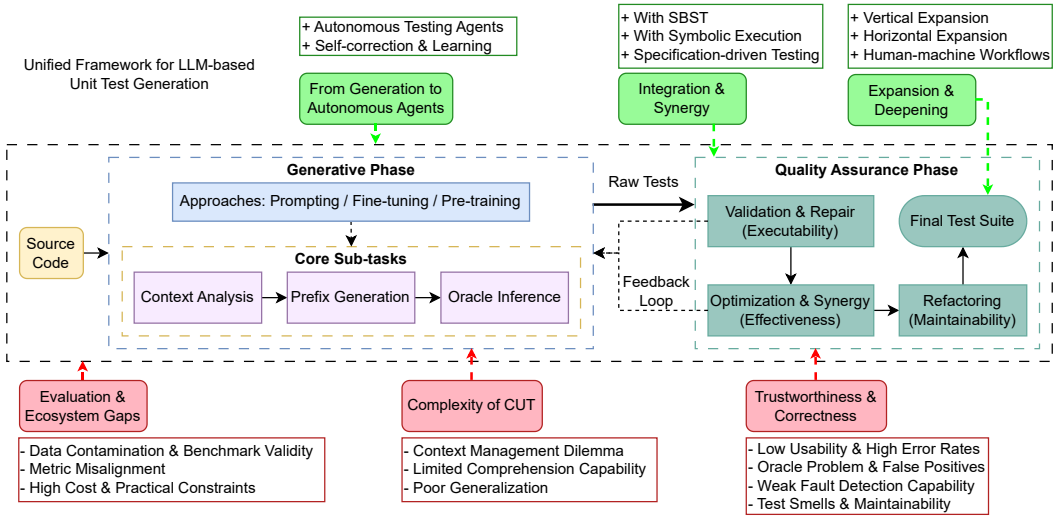 Unified Framework for LLM-based
Unit Test Generation
+ Autonomous Testing Agents
+ Self-correction & Learning
From Generation to
Autonomous Agents
+ With SBST
+ With Symbolic Execution
+ Specification-driven Testing
Integration &
Synergy
+ Vertical Expansion
+ Horizontal Expansion
+ Human-machine Workflows
Expansion &
Deepening
Source
Code
Generative Phase
Approaches: Prompting / Fine-tuning / Pre-training
Core Sub-tasks
Context Analysis
Prefix Generation
Oracle Inference
Raw Tests
Feedback
Loop
Quality Assurance Phase
Validation & Repair
(Executability)
Final Test Suite
Optimization & Synergy
(Effectiveness)
Refactoring
(Maintainability)
Evaluation &
Ecosystem Gaps
- Data Contamination & Benchmark Validity
- Metric Misalignment
- High Cost & Practical Constraints
Complexity of CUT
- Context Management Dilemma
- Limited Comprehension Capability
- Poor Generalization
Trustworthiness &
Correctness
- Low Usability & High Error Rates
- Oracle Problem & False Positives
- Weak Fault Detection Capability
- Test Smells & Maintainability